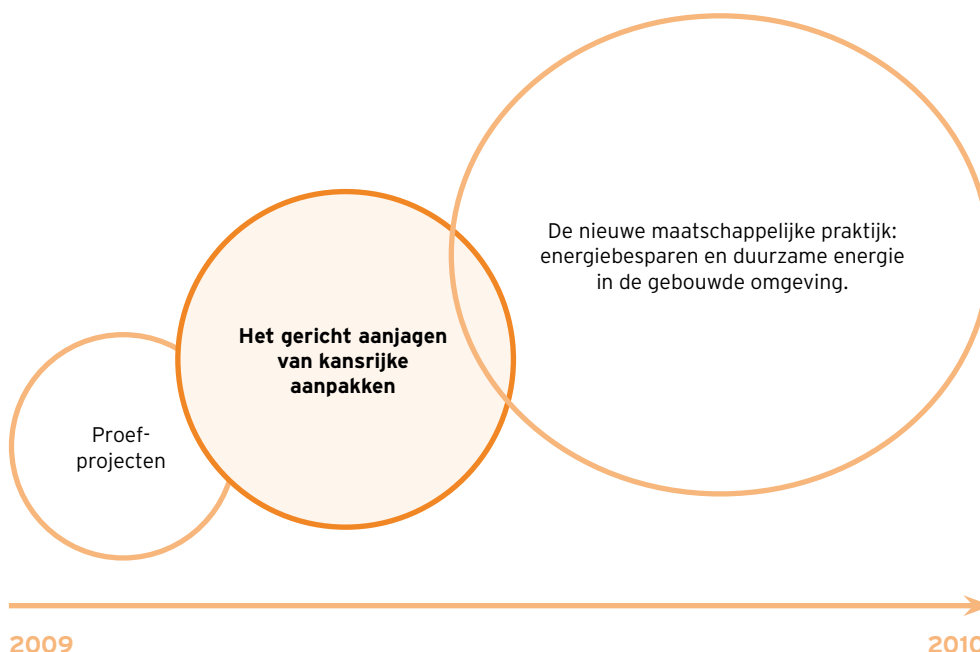 De nieuwe maatschappelijke praktijk:
energiebesparen en duurzame energie
in de gebouwde omgeving.
Het gericht aanjagen
van kansrijke
aanpakken
Proef-
projecten
2009
2010